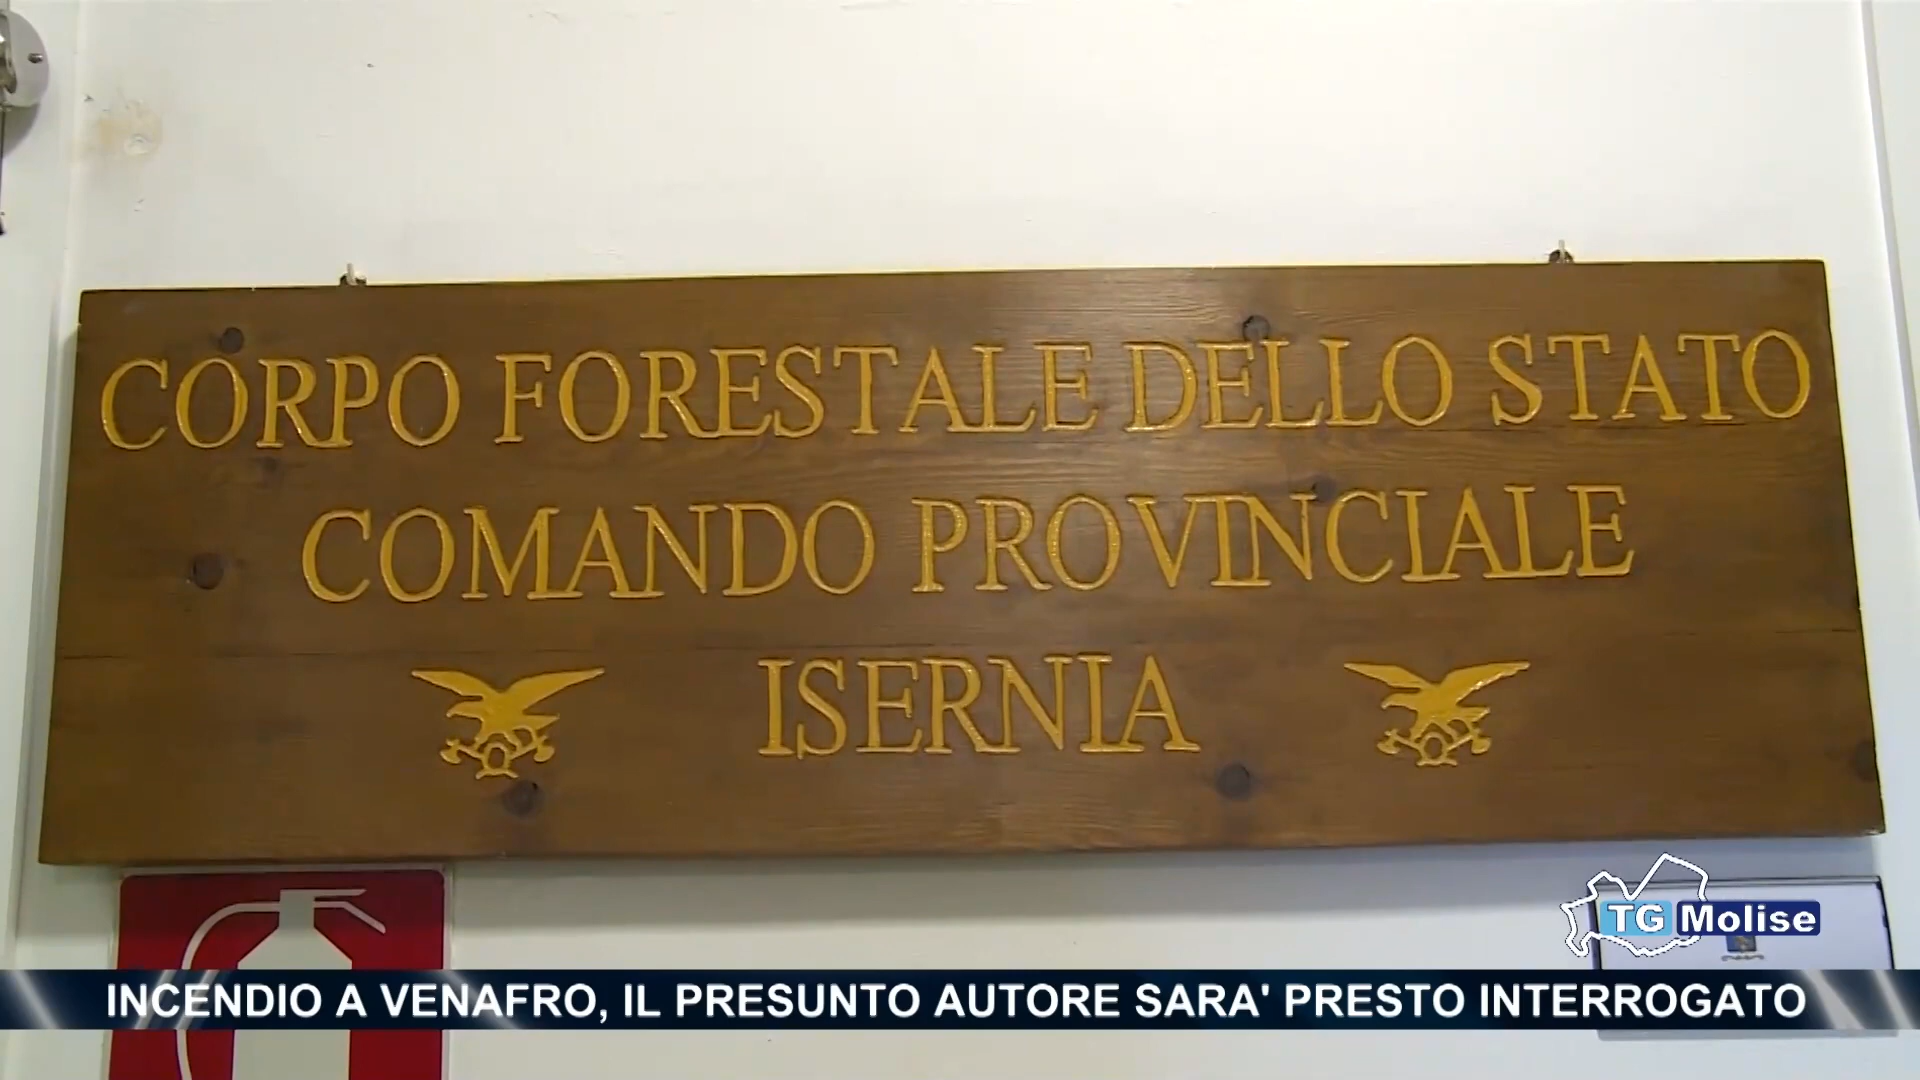 CORPO FORESTALE DELLO STATO
COMANDO PROVINCIALE
ISERNIA
TG Molise
INCENDIO A VENAFRO, IL PRESUNTO AUTORE SARA' PRESTO INTERROGATO